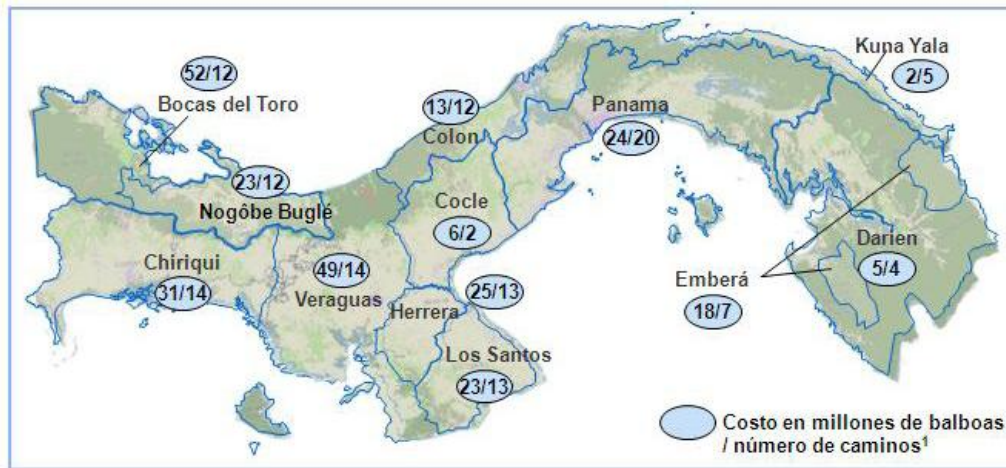 52/12
Bocas del Toro
23/12
Nogôbe Buglé
Chiriqui
31/14
49/14
Veraguas
13/12
Colon
Cocle
6/2
Herrera
25/13
Los Santos
23/13
Panama
24/20
Kuna Yala
2/5
Darien
5/4
Emberá
18/7
Costo en millones de balboas
/ número de caminos¹